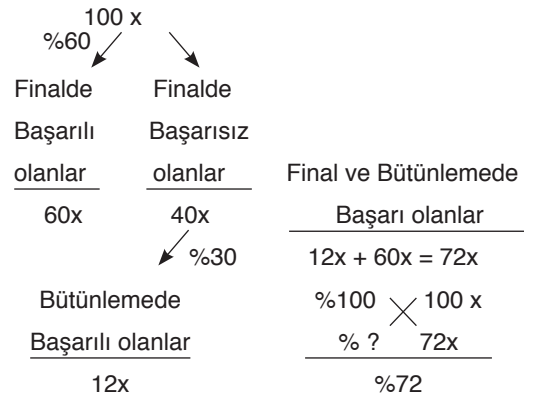 100 x
%60
Finalde Finalde
Başarılı Başarısız
olanlar olanlar
60x 40x
%30
Bütünlemede
Başarılı olanlar
12x
Final ve Bütünlemede
Başarı olanlar
12x + 60x = 72x
%100 100 x
% ? 72x
%72